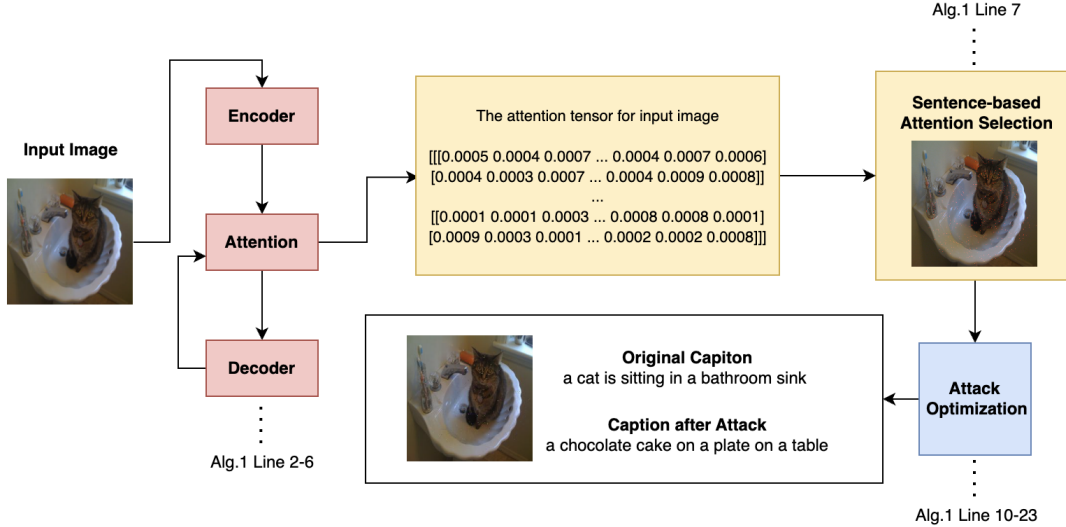 Alg.1 Line 7
Input Image
Encoder
Attention
Decoder
Alg.1 Line 2-6
The attention tensor for input image
[[[0.0005 0.0004 0.0007 ... 0.0004 0.0007 0.0006]
[0.0004 0.0003 0.0007 ... 0.0004 0.0009 0.0008]]
...
[[0.0001 0.0001 0.0003 ... 0.0008 0.0008 0.0001]
[0.0009 0.0003 0.0001 ... 0.0002 0.0002 0.0008]]]
Sentence-based
Attention Selection
Original Capiton
a cat is sitting in a bathroom sink
Caption after Attack
a chocolate cake on a plate on a table
Attack
Optimization
Alg.1 Line 10-23